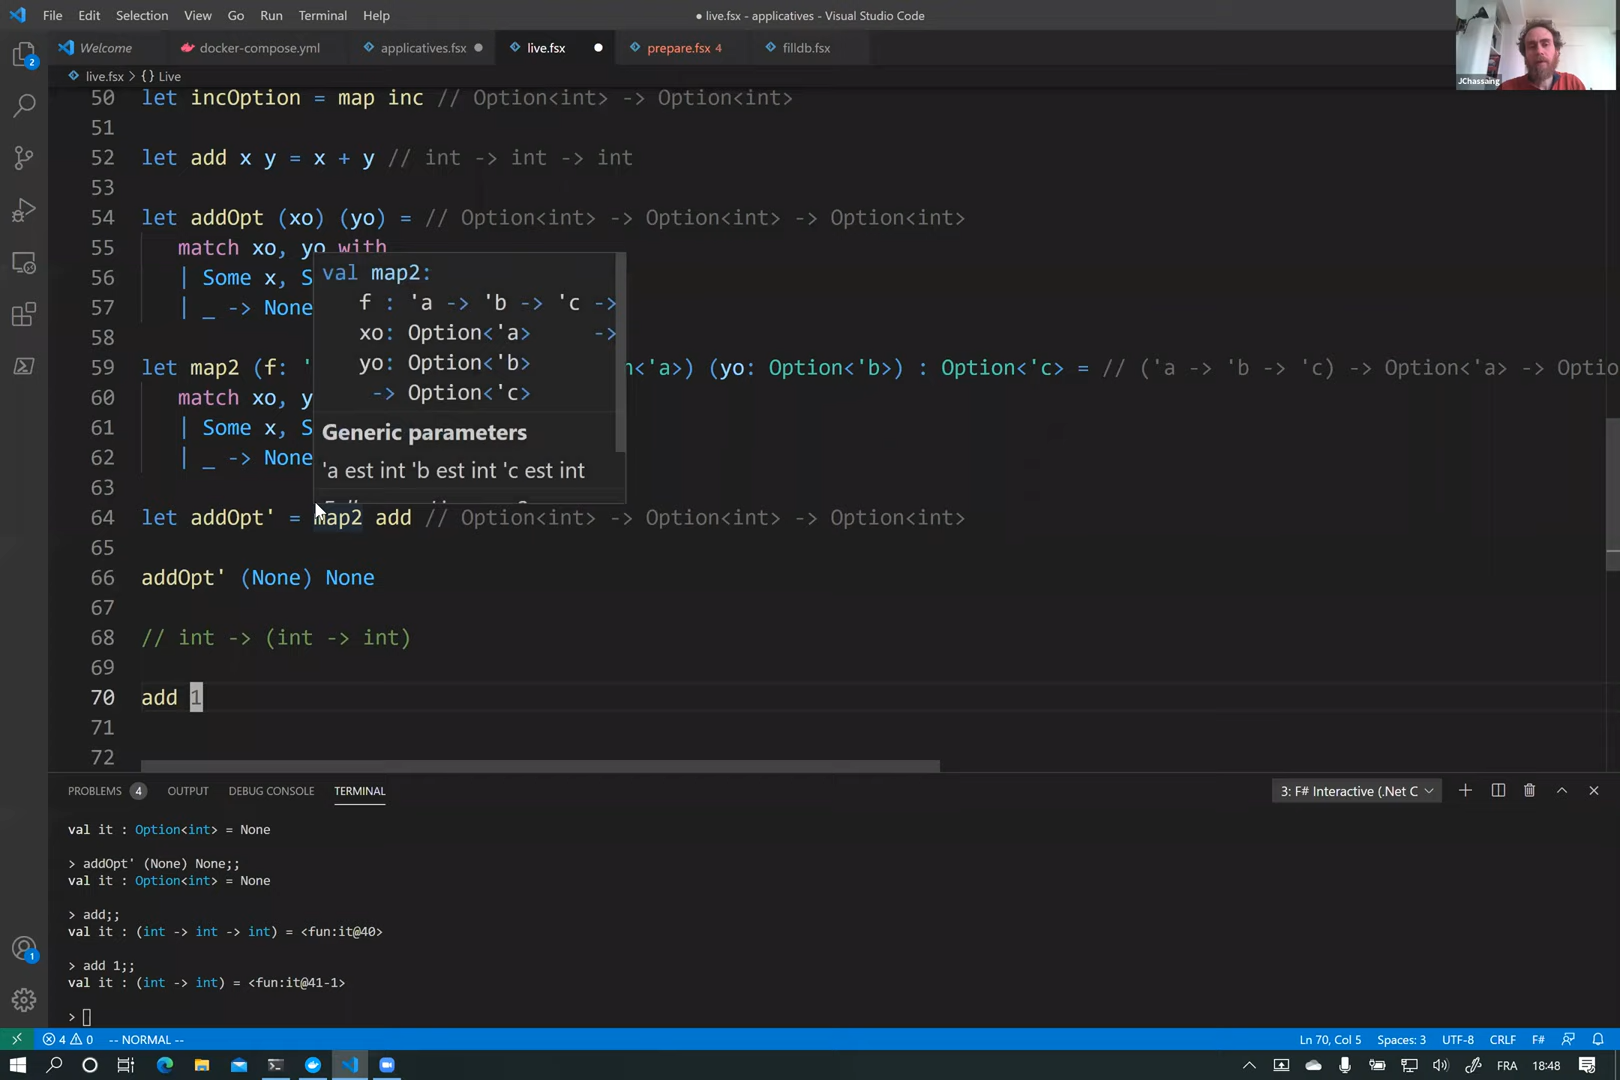 File Edit Selection View Go Run Terminal Help
● live.fsx - applicatives - Visual Studio Code
JChassaing
Welcome
docker-compose.yml
applicatives.fsx
live.fsx
prepare.fsx 4
filldb.fsx
live.fsx > {} Live
50 let incOption = map inc // Option<int> -> Option<int>
51
52 let add x y = x + y // int -> int -> int
53
54 let addOpt (xo) (yo) = // Option<int> -> Option<int> -> Option<int>
55 match xo, yo with
56 | Some x, S
57 | _ -> None
58
59 let map2 (f: ' n<'a>) (yo: Option<'b>) : Option<'c> = // ('a -> 'b -> 'c) -> Option<'a> -> Optio
60 match xo, y
61 | Some x, S
62 | _ -> None
63
val map2:
f : 'a -> 'b -> 'c ->
xo: Option<'a> ->
yo: Option<'b>
-> Option<'c>
Generic parameters
'a est int 'b est int 'c est int
64 let addOpt' = map2 add // Option<int> -> Option<int> -> Option<int>
65
66 addOpt' (None) None
67
68 // int -> (int -> int)
69
70 add 1
71
72
2
PROBLEMS 4 OUTPUT DEBUG CONSOLE TERMINAL
3: F# Interactive (.Net C
val it : Option<int> = None
> addOpt' (None) None;;
val it : Option<int> = None
> add;;
val it : (int -> int -> int) = <fun:it@40>
> add 1;;
val it : (int -> int) = <fun:it@41-1>
>
1
4 0 -- NORMAL --
Ln 70, Col 5 Spaces: 3 UTF-8 CRLF F#
FRA 18:48